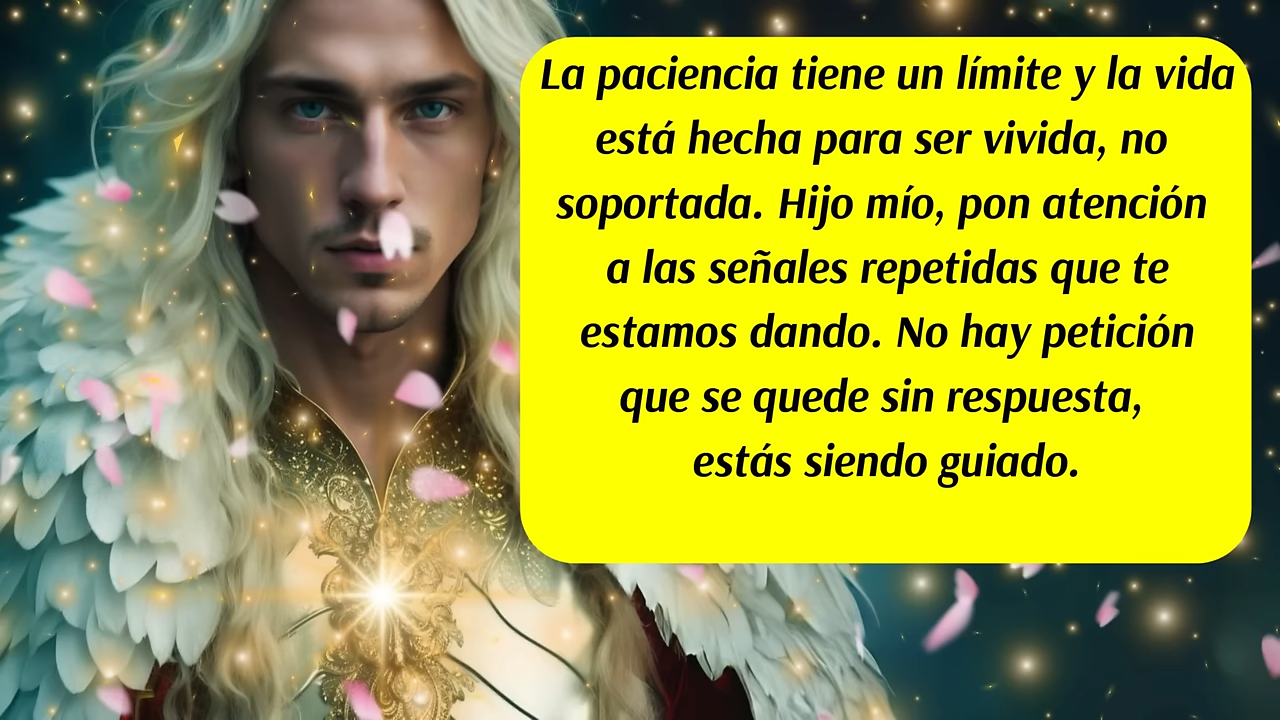 La paciencia tiene un límite y la vida
está hecha para ser vivida, no
soportada. Hijo mío, pon atención
a las señales repetidas que te
estamos dando. No hay petición
que se quede sin respuesta,
estás siendo guiado.